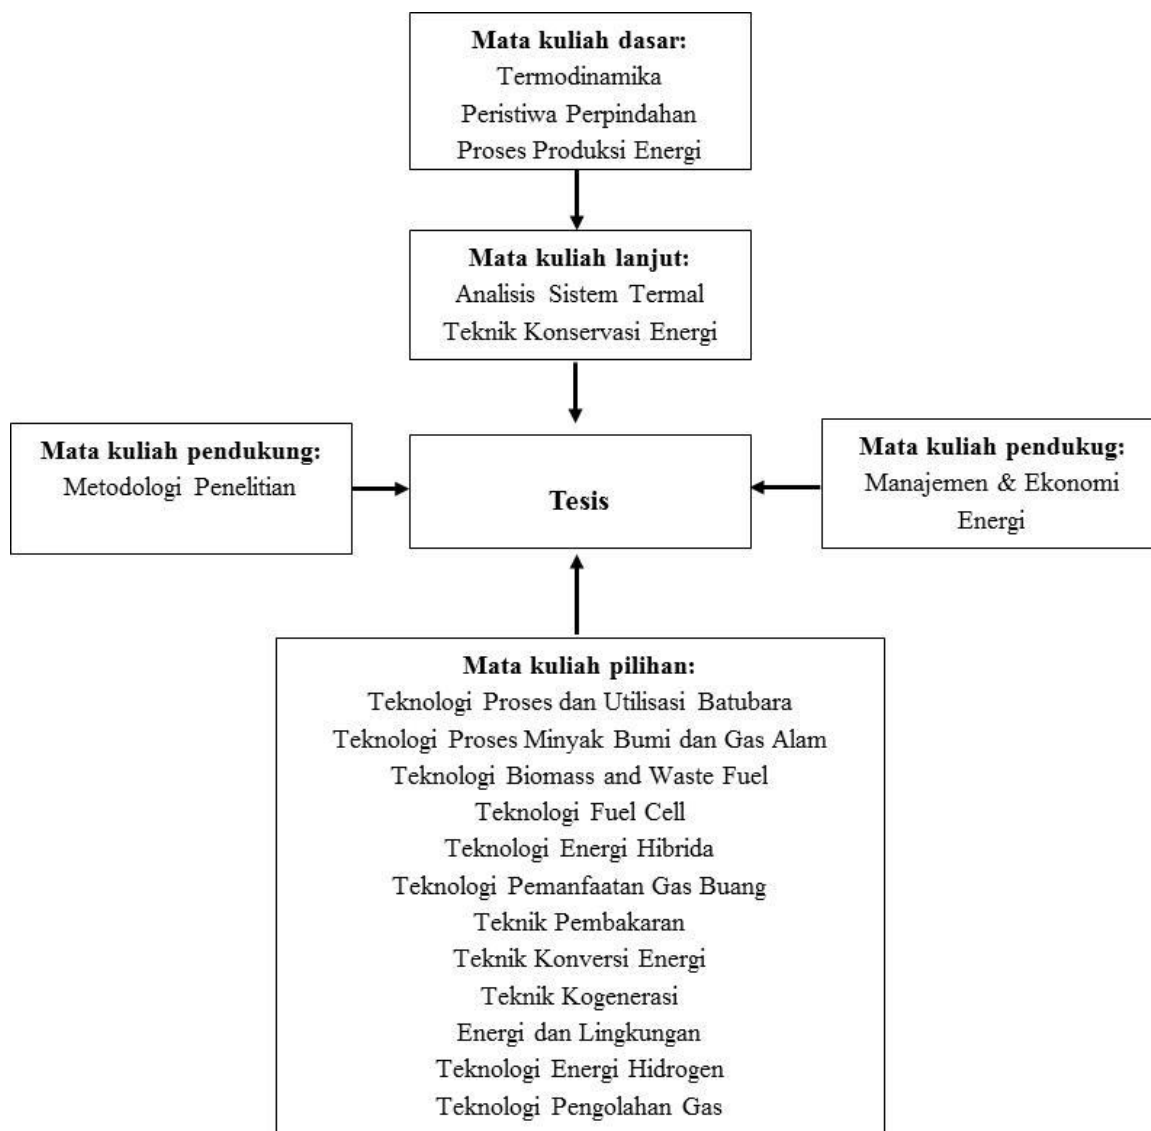 Mata kuliah dasar:
Termodinamika
Peristiwa Perpindahan
Proses Produksi Energi
Mata kuliah lanjut:
Analisis Sistem Termal
Teknik Konservasi Energi
Mata kuliah pendukung:
Metodologi Penelitian
Tesis
Mata kuliah pendukug:
Manajemen & Ekonomi
Energi
Mata kuliah pilihan:
Teknologi Proses dan Utilisasi Batubara
Teknologi Proses Minyak Bumi dan Gas Alam
Teknologi Biomass and Waste Fuel
Teknologi Fuel Cell
Teknologi Energi Hibrida
Teknologi Pemanfaatan Gas Buang
Teknik Pembakaran
Teknik Konversi Energi
Teknik Kogenerasi
Energi dan Lingkungan
Teknologi Energi Hidrogen
Teknologi Pengolahan Gas